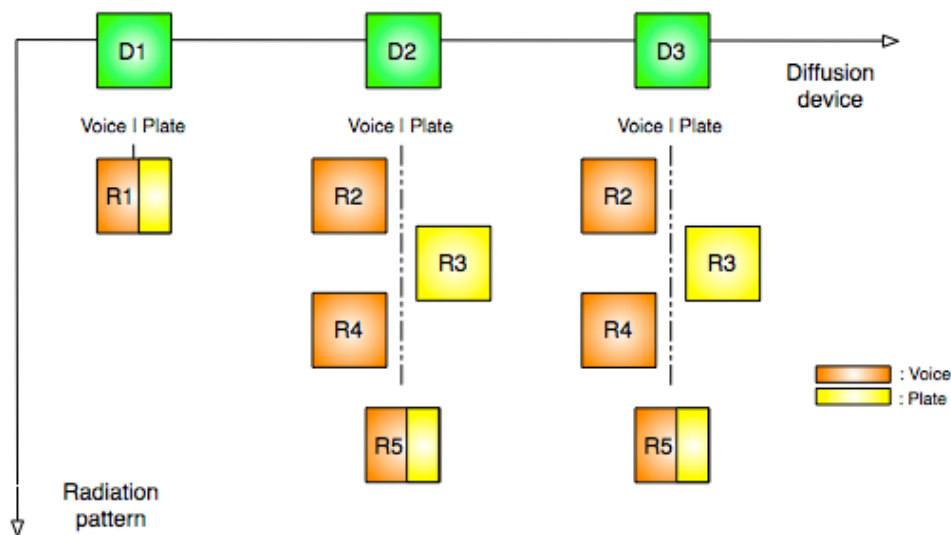 D1
D2
D3
Diffusion
device
Voice | Plate
Voice | Plate
Voice | Plate
R1
R2
R2
R3
R3
R4
R4
: Voice
: Plate
R5
R5
Radiation
pattern